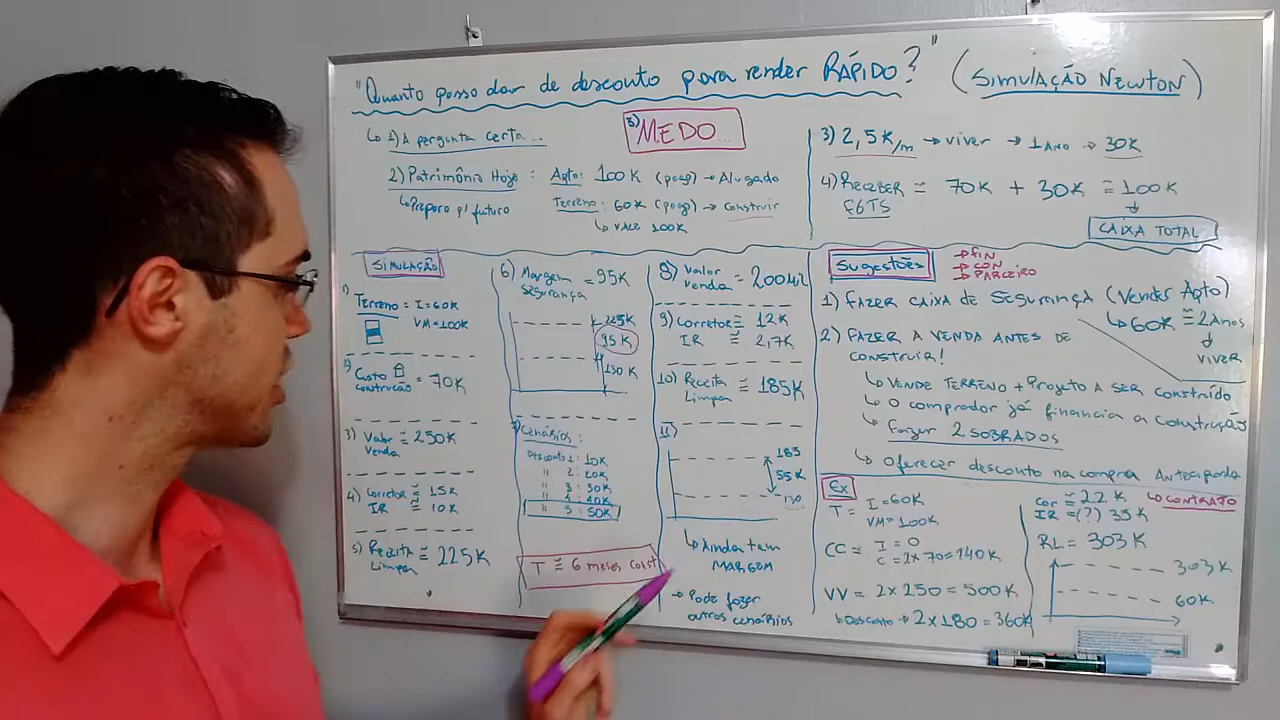 "Quanto posso dar de desconto para vender RÁPIDO?" (SIMULAÇÃO NEWTON)
↳ 1) A pergunta certa...
5) MEDO...
2) Patrimônio Hoje: Apto: 100K (pago) → Alugado
↳ Preparo p/ futuro
Terreno: 60K (pago) → Construir
↳ VALE 100K
3) 2,5K/m → viver → 1 ANO → 30K
4) RECEBER ≅ 70K + 30K ≅ 100K
FGTS
CAIXA TOTAL
SIMULAÇÃO
1) Terreno = I = 60K
VM = 100K
2) Custo construção = 70K
3) Valor Venda ≅ 250K
4) Corretor ≅ 15K
IR ≅ 10K
5) Receita Limpa ≅ 225K
6) Margem Segurança = 95K
225K
95K
130K
7) Cenários:
Desconto 1: 10K
" 2: 20K
" 3: 30K
" 4: 40K
" 5: 50K
T ≅ 6 meses const
8) Valor venda = 200mil
9) Corretor ≅ 12K
IR ≅ 2,7K
10) Receita Limpa ≅ 185K
11)
185
55K
130
↳ Ainda tem
MARGEM
→ Pode fazer
outros cenários
Sugestões
→ FIN
→ CON
→ PARCEIRO
1) FAZER CAIXA DE SEGURANÇA (Vender Apto)
↳ 60K ≅ 2 Anos
VIVER
2) FAZER A VENDA ANTES DE
CONSTRUIR!
↳ VENDE TERRENO + Projeto A SER CONSTRUÍDO
↳ O comprador já financia a construção
↳ Fazer 2 SOBRADOS
↳ Oferecer desconto na compra Antecipada
↳ CONTRATO
Ex
T = I = 60K
VM = 100K
CC = I = 0
C = 2x70 = 140K
VV = 2x250 = 500K
↳ Desconto → 2x180 = 360K
Cor ≅ 22K
IR = (?) 35K
RL = 303K
303K
60K